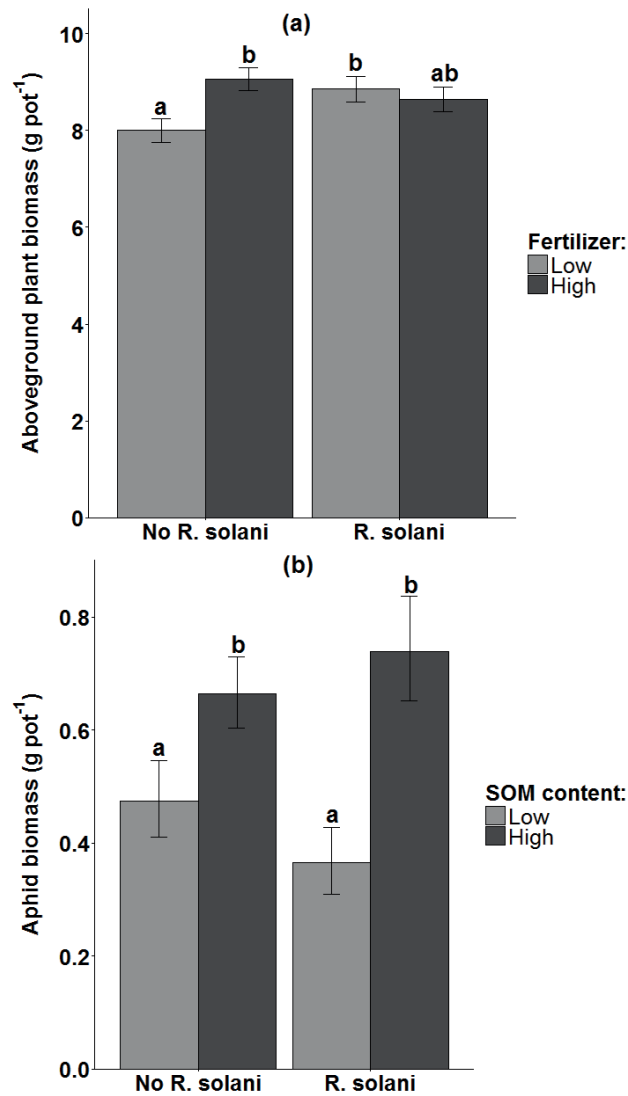 (a)
Aboveground plant biomass (g pot⁻¹)
10
8
6
4
2
0
a
b
b
ab
No R. solani
R. solani
Fertilizer:
Low
High
(b)
Aphid biomass (g pot⁻¹)
0.8
0.6
0.4
0.2
0.0
a
b
a
b
No R. solani
R. solani
SOM content:
Low
High